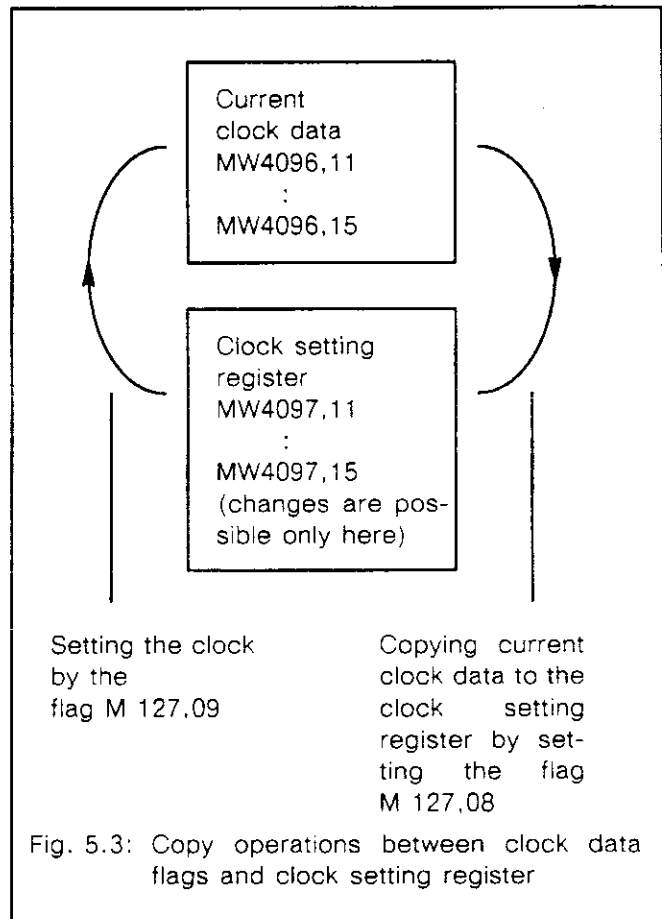 Current
clock data
MW4096,11
:
MW4096,15
Clock setting
register
MW4097,11
:
MW4097,15
(changes are pos-
sible only here)
Setting the clock
by the
flag M 127,09
Copying current
clock data to the
clock setting
register by set-
ting the flag
M 127,08
Fig. 5.3: Copy operations between clock data
flags and clock setting register